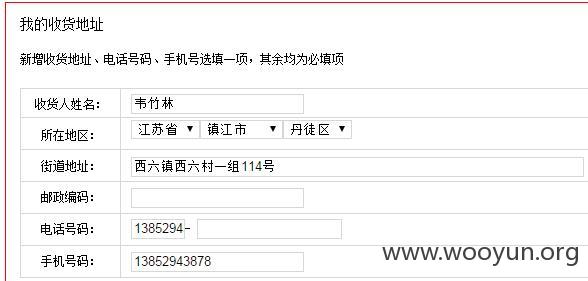 我的收货地址
新增收货地址、电话号码、手机号选填一项，其余均为必填项
收货人姓名： 韦竹林
所在地区： 江苏省 镇江市 丹徒区
街道地址： 西六镇西六村一组114号
邮政编码：
电话号码： 1385294-
手机号码： 13852943878
www.wooyun.org